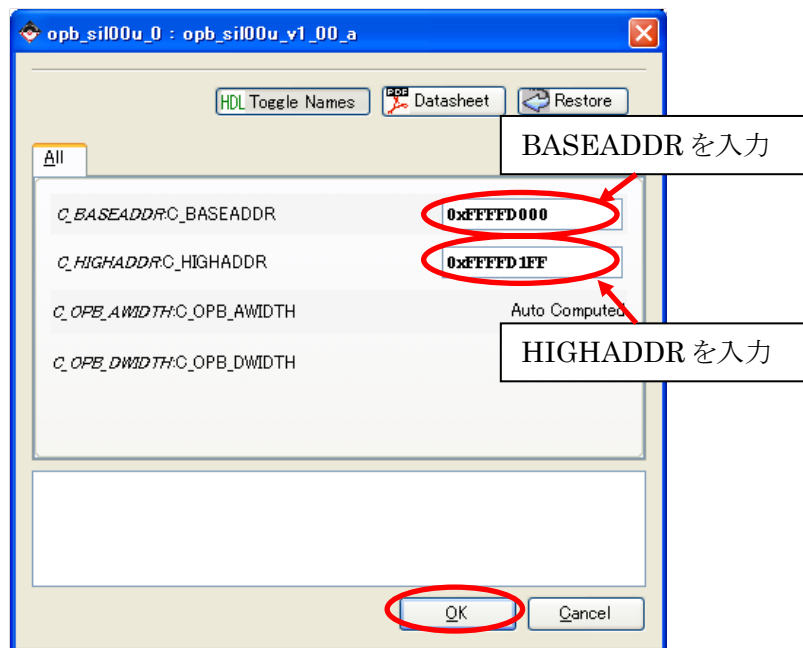 opb_sil00u_0 : opb_sil00u_v1_00_a
HDL Toggle Names
PDF Datasheet
Restore
BASEADDR を入力
All
C_BASEADDR:C_BASEADDR
0xFFFFD000
C_HIGHADDR:C_HIGHADDR
0xFFFFD1FF
C_OPB_AWIDTH:C_OPB_AWIDTH
Auto Computed
HIGHADDR を入力
C_OPB_DWIDTH:C_OPB_DWIDTH
OK
Cancel